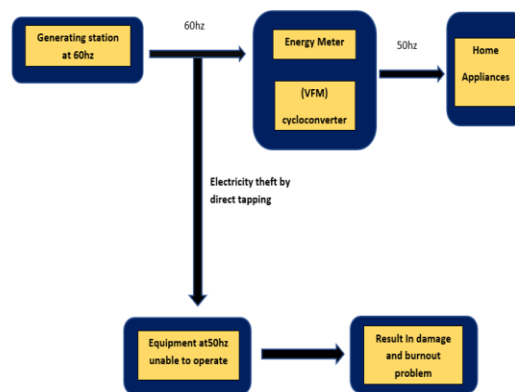 Generating station
at 60hz
60hz
Energy Meter
(VFM)
cycloconverter
50hz
Home
Appliances
Electricity theft by
direct tapping
Equipment at50hz
unable to operate
Result In damage
and burnout
problem